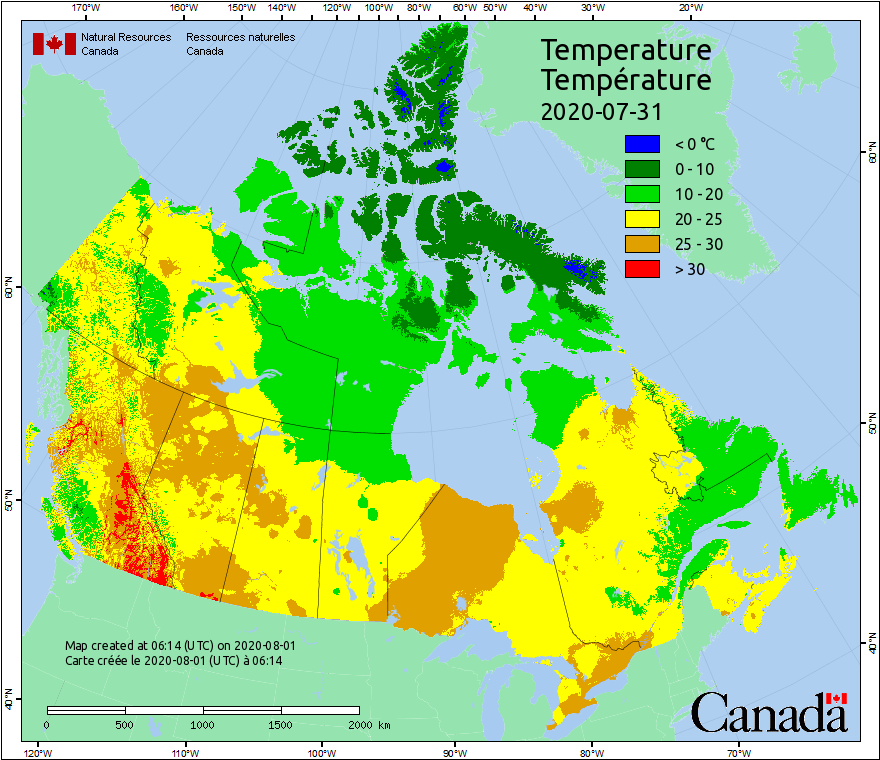 170°W 160°W 150°W 140°W 120°W 100°W 80°W 60°W 50°W 40°W 30°W 20°W
Natural Resources Ressources naturelles
Canada Canada
Temperature
Température
2020-07-31
< 0 °C
0 - 10
10 - 20
20 - 25
25 - 30
> 30
60°N
60°N
50°N
50°N
40°N
40°N
Map created at 06:14 (UTC) on 2020-08-01
Carte créée le 2020-08-01 (UTC) à 06:14
0 500 1000 1500 2000 km
Canada
120°W 110°W 100°W 90°W 80°W 70°W